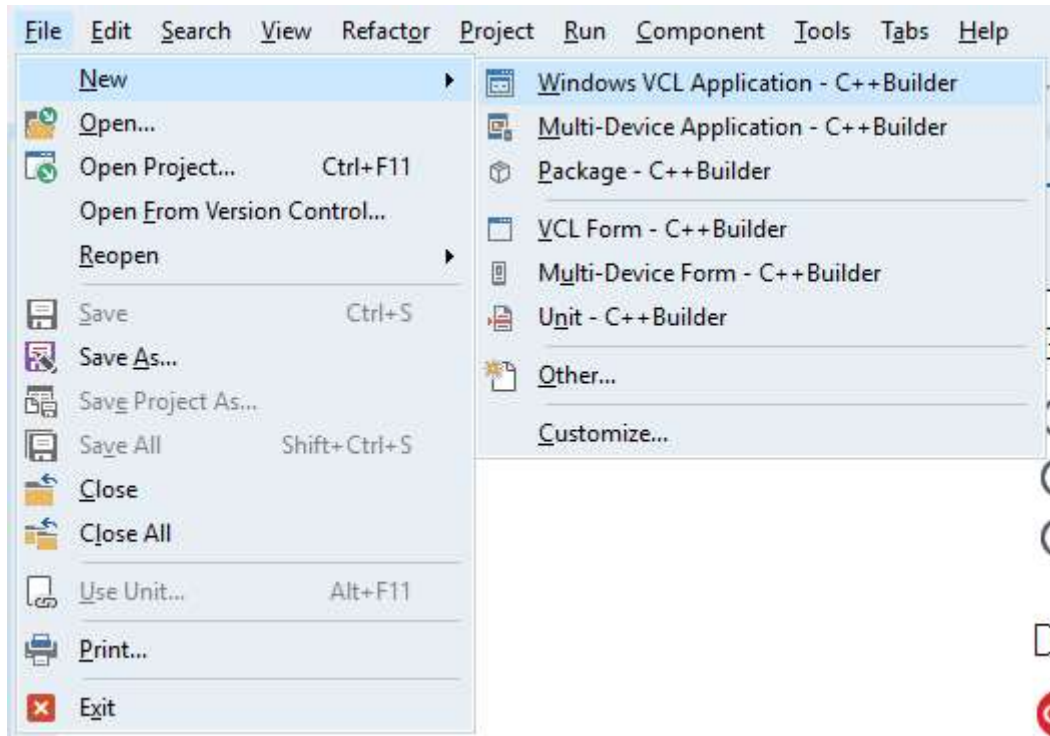 File Edit Search View Refactor Project Run Component Tools Tabs Help
New
Open...
Open Project... Ctrl+F11
Open From Version Control...
Reopen
Save Ctrl+S
Save As...
Save Project As...
Save All Shift+Ctrl+S
Close
Close All
Use Unit... Alt+F11
Print...
Exit
Windows VCL Application - C++Builder
Multi-Device Application - C++Builder
Package - C++Builder
VCL Form - C++Builder
Multi-Device Form - C++Builder
Unit - C++Builder
Other...
Customize...